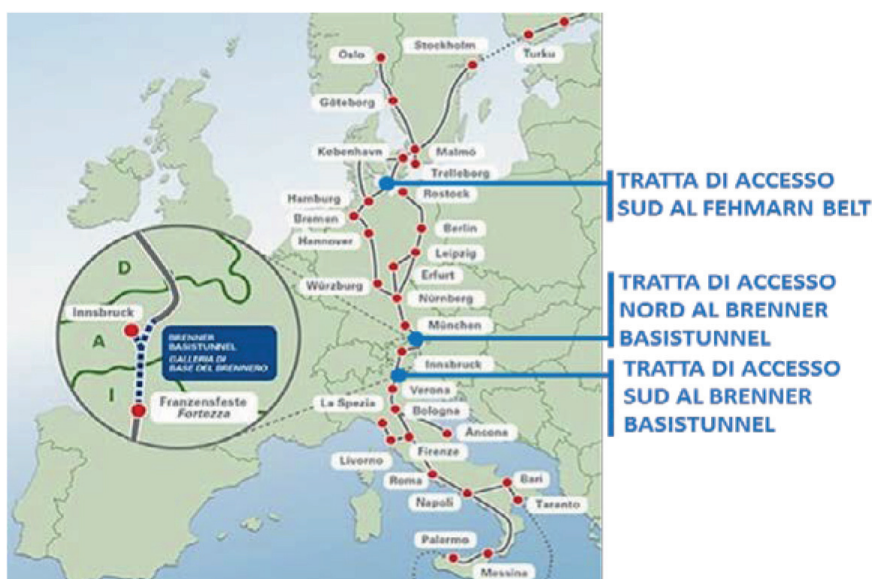 Stockholm
Oslo
Turku
Göteborg
København
Malmö
Trelleborg
Rostock
Hamburg
Bremen
Hannover
Berlin
Leipzig
Erfurt
Würzburg
Nürnberg
München
Innsbruck
Verona
La Spezia
Bologna
Ancona
Firenze
Livorno
Roma
Bari
Napoli
Taranto
Palermo
Messina
D
Innsbruck
A
BRENNER
BASISTUNNEL
GALLERIA DI
BASE DEL BRENNERO
I
Franzensfeste
Fortezza
TRATTA DI ACCESSO
SUD AL FEHMARN BELT
TRATTA DI ACCESSO
NORD AL BRENNER
BASISTUNNEL
TRATTA DI ACCESSO
SUD AL BRENNER
BASISTUNNEL